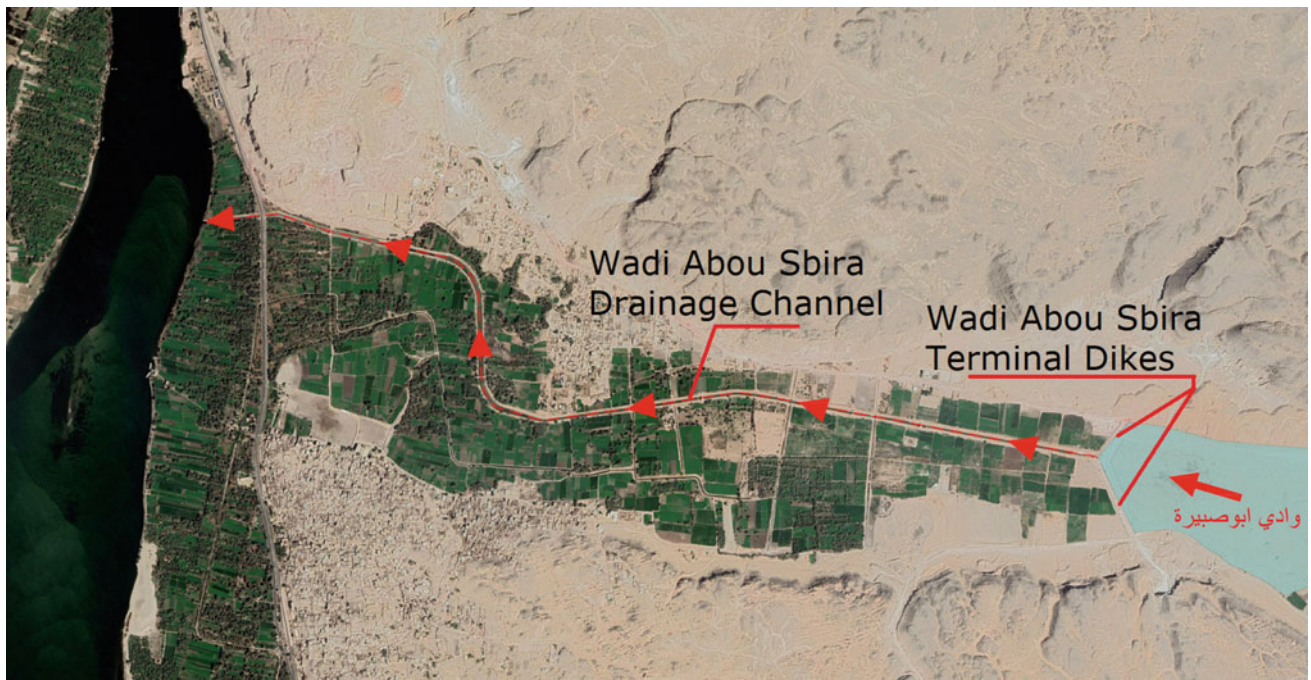 Wadi Abou Sbira
Drainage Channel
Wadi Abou Sbira
Terminal Dikes
وادي ابوصبيرة